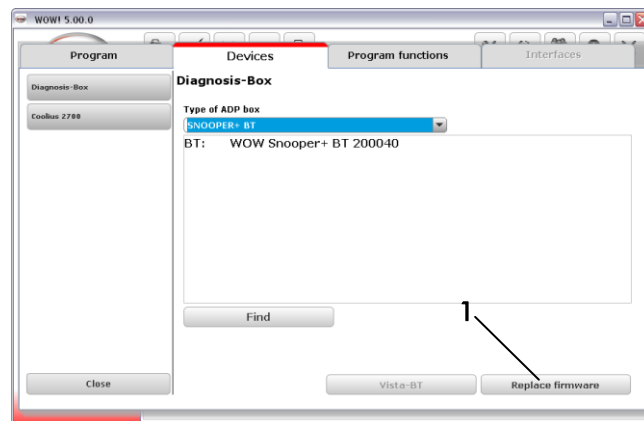 WOW! 5.00.0
Program
Devices
Program functions
Interfaces
Diagnosis-Box
Coolius 2700
Diagnosis-Box
Type of ADP box
SNOOPER+ BT
BT: WOW Snooper+ BT 200040
Find
1
Close
Vista-BT
Replace firmware